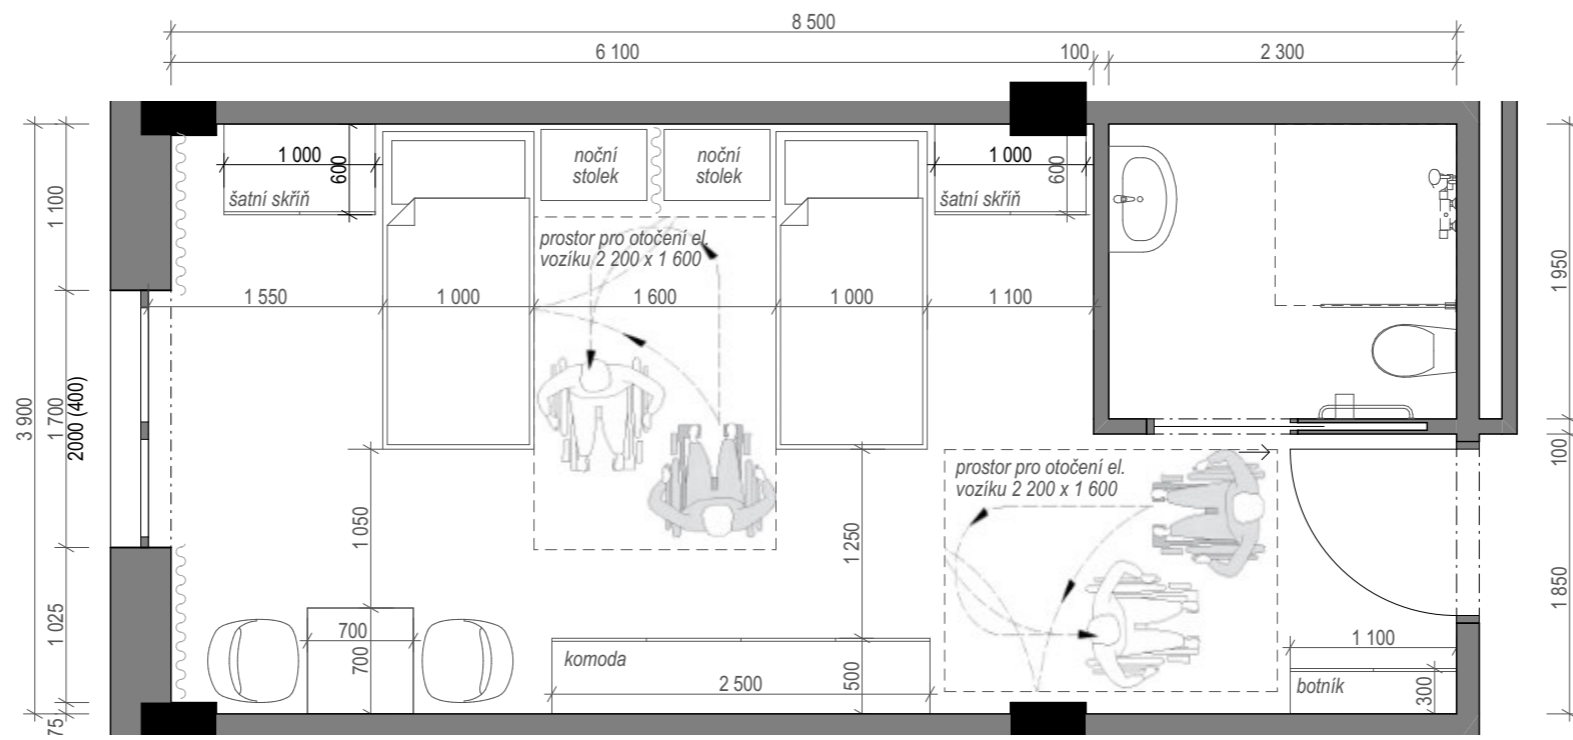 8 500
6 100
100
2 300
1 000
600
šatní skříň
noční
stolek
noční
stolek
1 000
600
šatní skříň
prostor pro otočení el.
vozíku 2 200 x 1 600
1 550
1 000
1 600
1 000
1 100
1 100
3 900
1 700
2000 (400)
1 025
75
1 950
100
1 850
1 050
1 250
prostor pro otočení el.
vozíku 2 200 x 1 600
700
700
komoda
2 500
500
1 100
botník
300